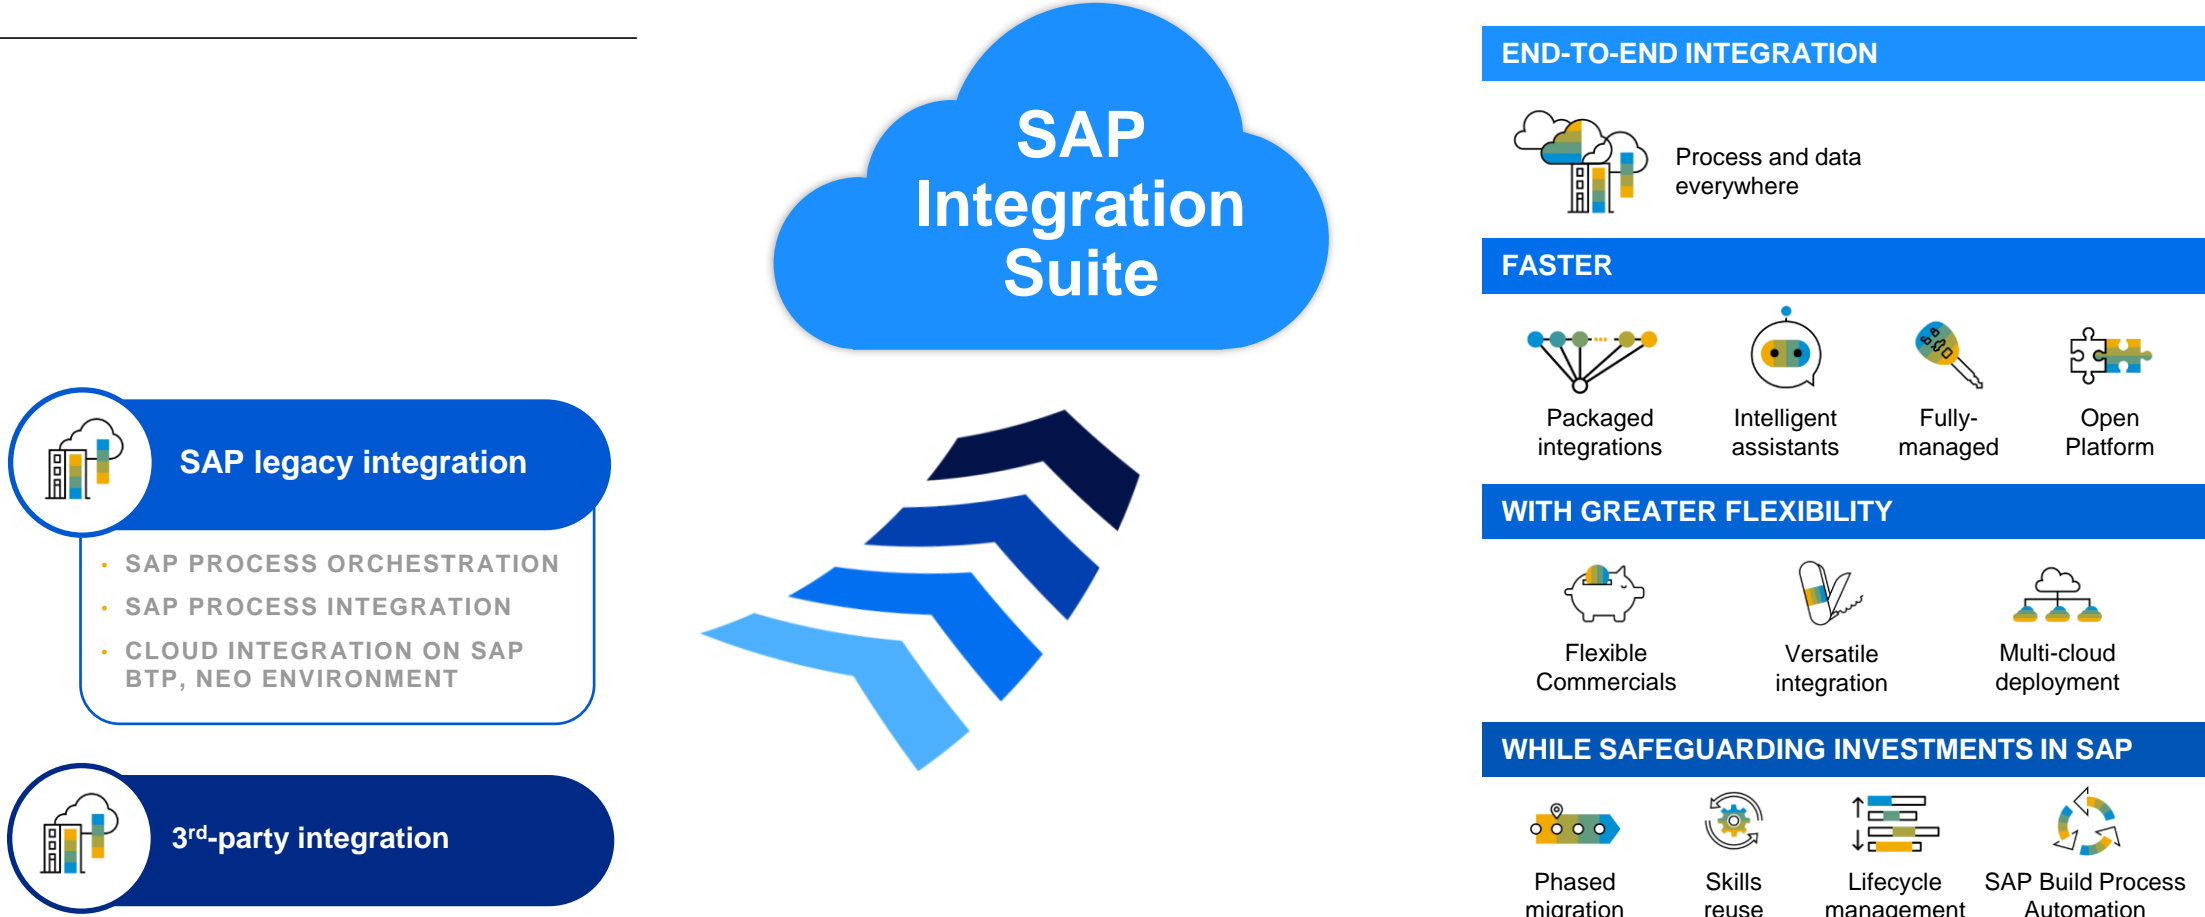 SAP
Integration
Suite
SAP legacy integration
• SAP PROCESS ORCHESTRATION
• SAP PROCESS INTEGRATION
• CLOUD INTEGRATION ON SAP
BTP, NEO ENVIRONMENT
3rd-party integration
END-TO-END INTEGRATION
Process and data
everywhere
FASTER
Packaged
integrations
Intelligent
assistants
Fully-
managed
Open
Platform
WITH GREATER FLEXIBILITY
Flexible
Commercials
Versatile
integration
Multi-cloud
deployment
WHILE SAFEGUARDING INVESTMENTS IN SAP
Phased
migration
Skills
reuse
Lifecycle
management
SAP Build Process
Automation